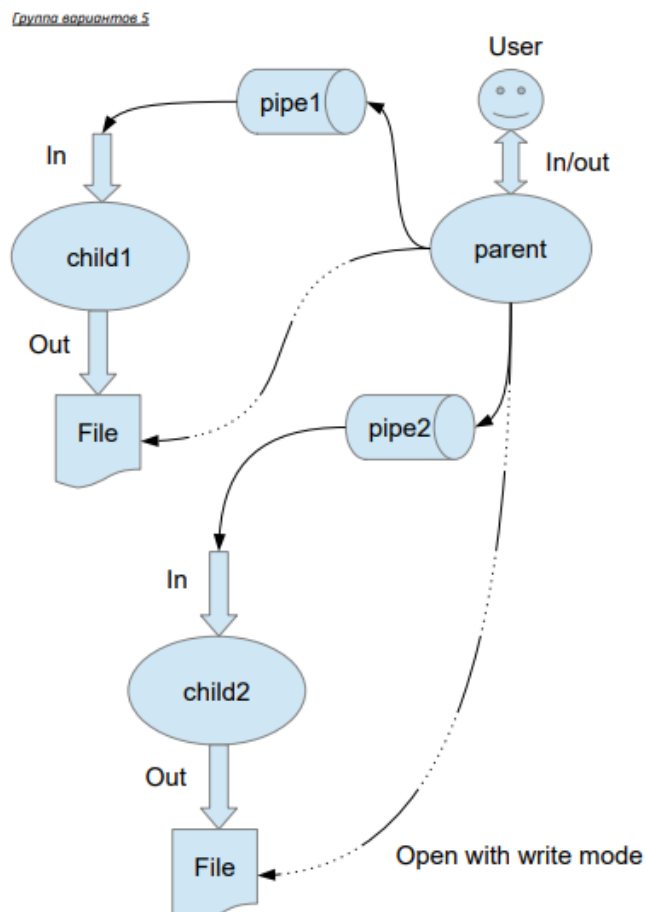 Группа вариантов 5
User
pipe1
In
In/out
child1
parent
Out
File
pipe2
In
child2
Out
Open with write mode
File